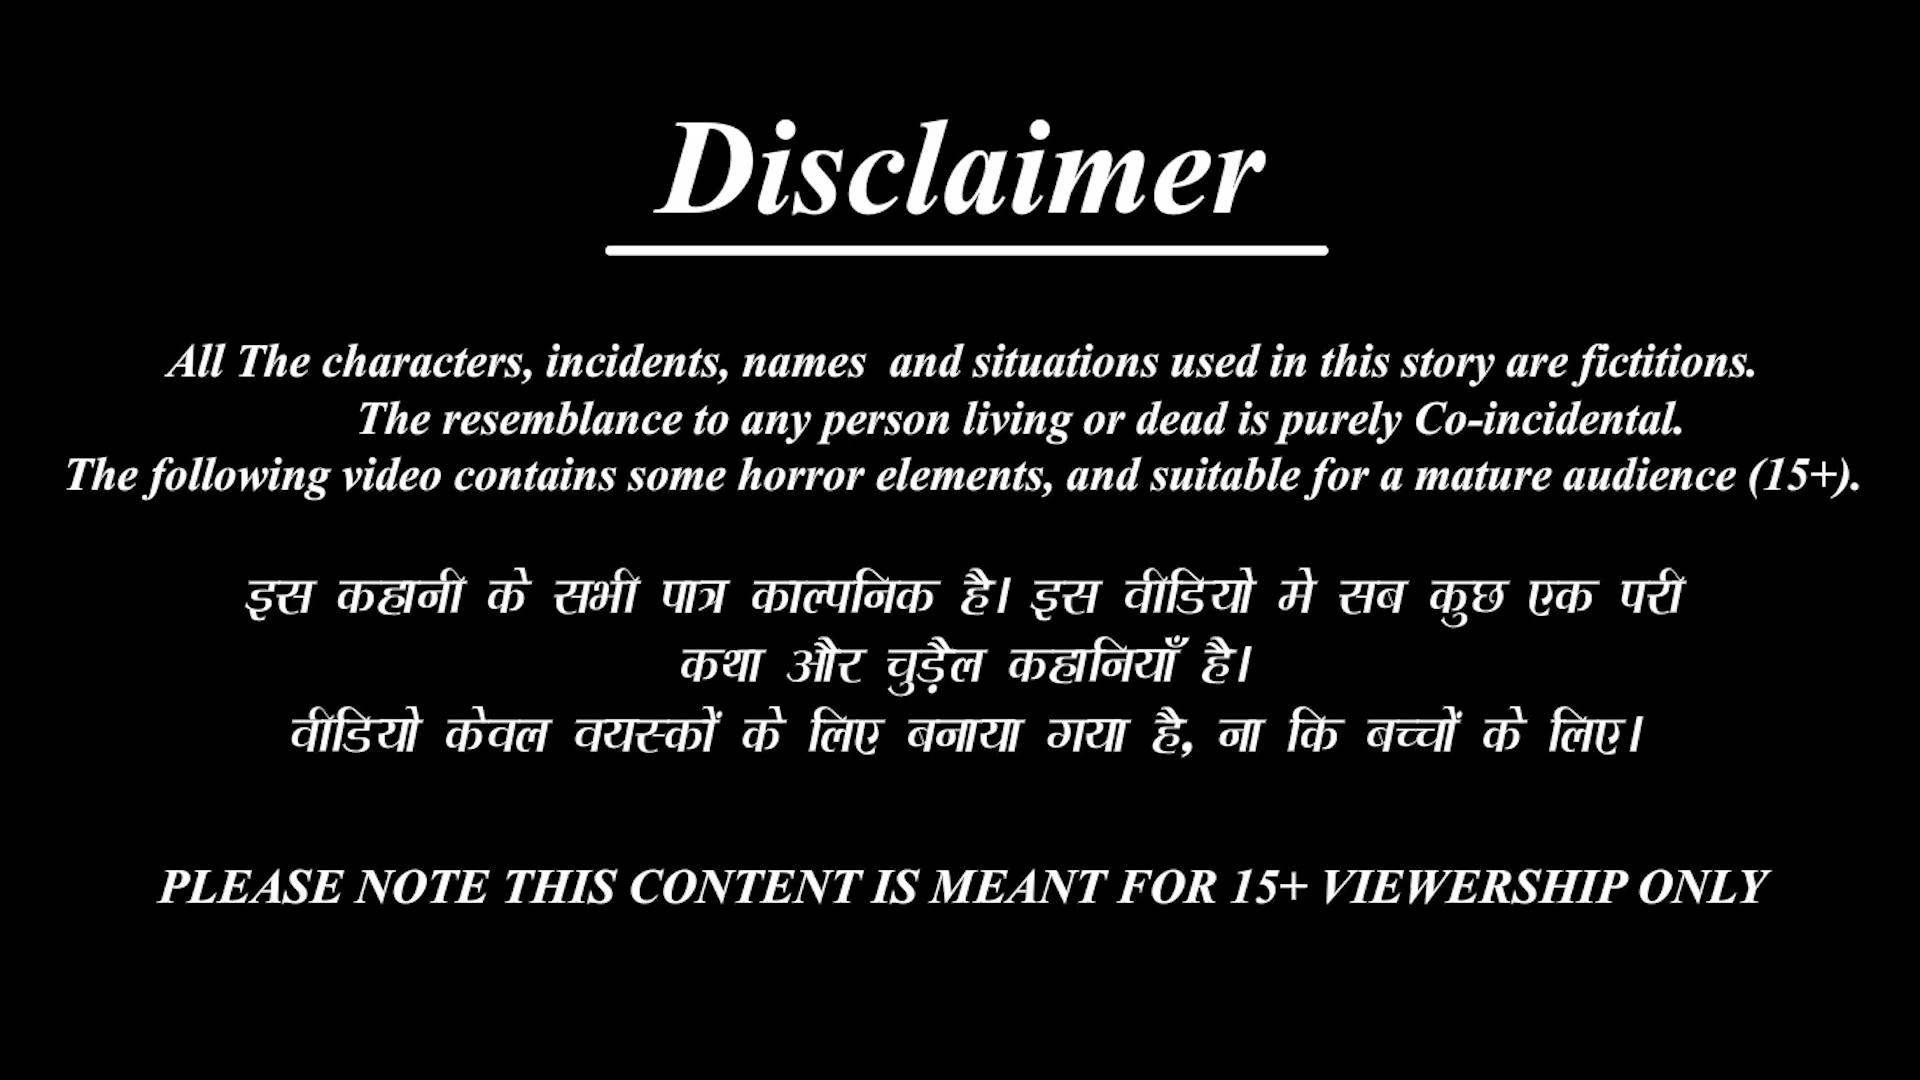 Disclaimer
All The characters, incidents, names and situations used in this story are fictitions.
The resemblance to any person living or dead is purely Co-incidental.
The following video contains some horror elements, and suitable for a mature audience (15+).
इस कहानी के सभी पात्र काल्पनिक है। इस वीडियो मे सब कुछ एक परी
कथा और चुड़ैल कहानियाँ है।
वीडियो केवल वयस्कों के लिए बनाया गया है, ना कि बच्चों के लिए।
PLEASE NOTE THIS CONTENT IS MEANT FOR 15+ VIEWERSHIP ONLY